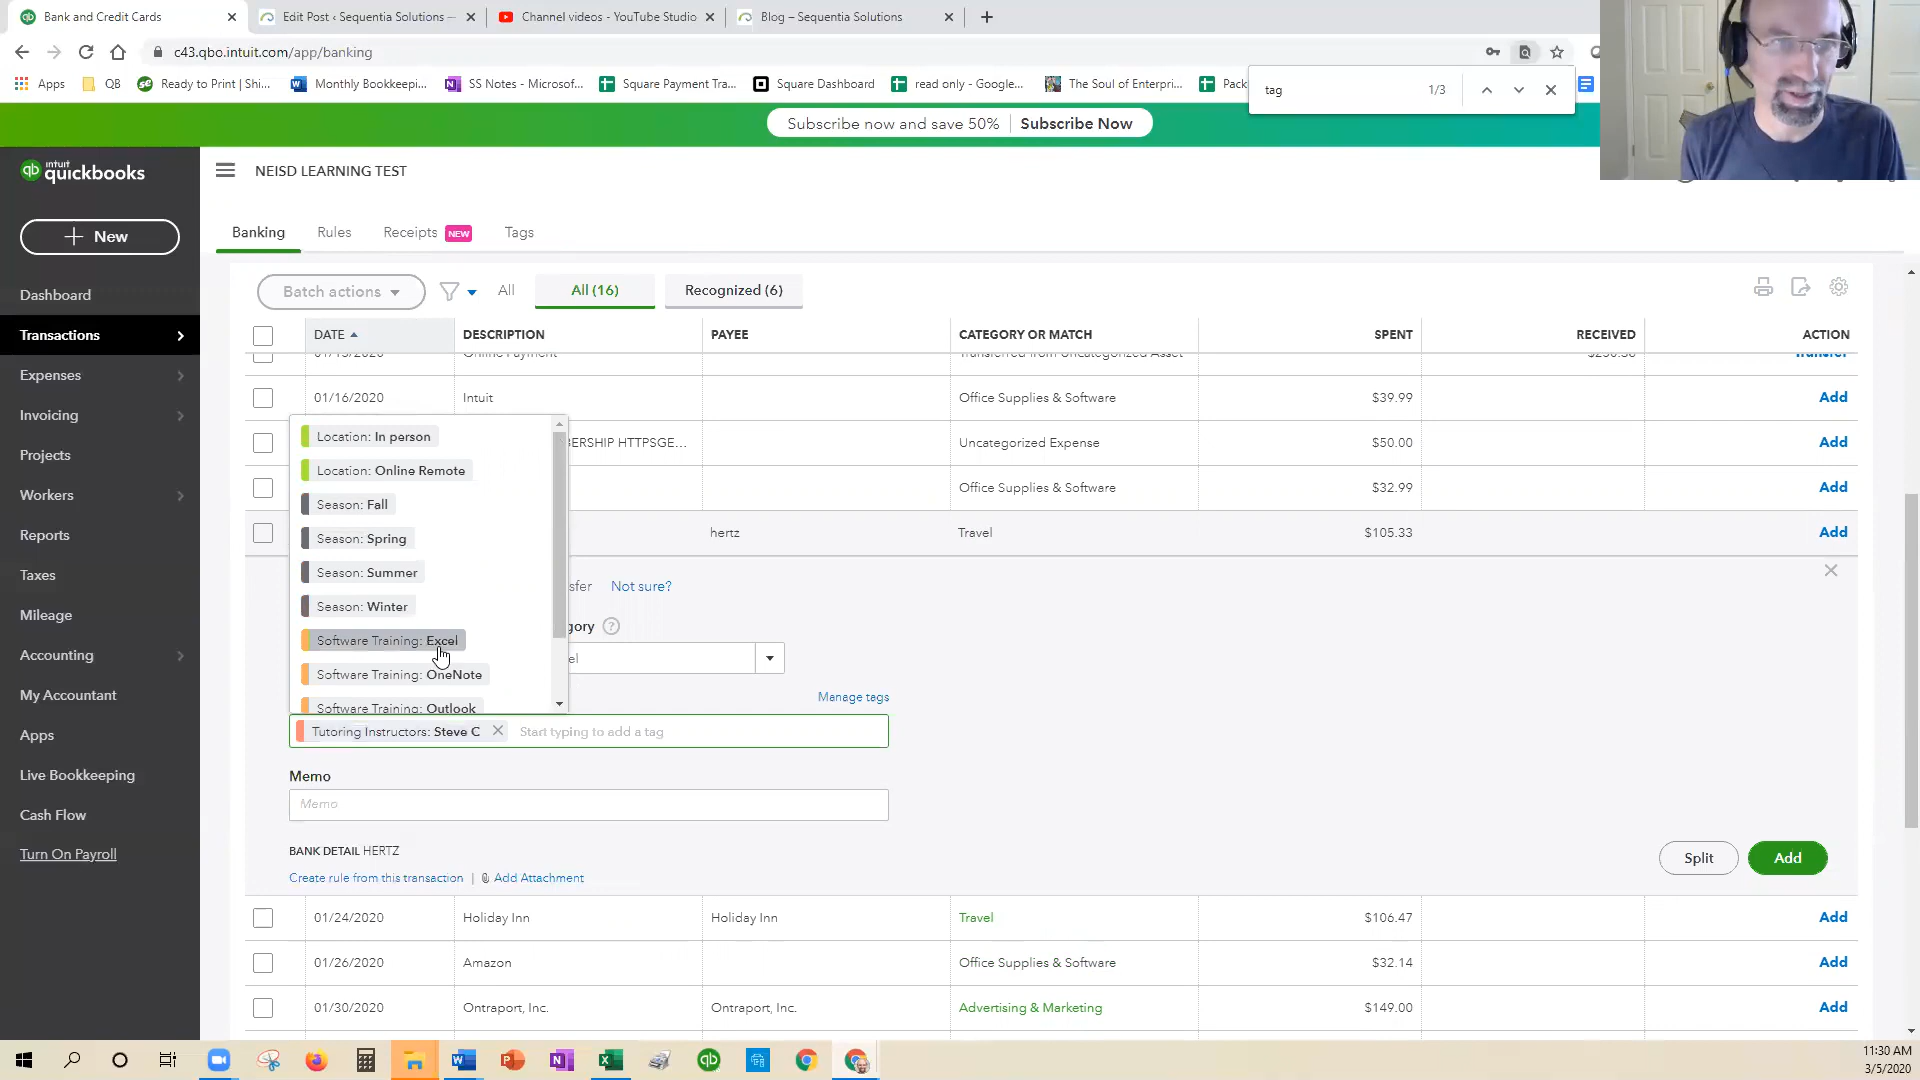 Bank and Credit Cards
Edit Post ‹ Sequentia Solutions —
Channel videos - YouTube Studio
Blog – Sequentia Solutions
c43.qbo.intuit.com/app/banking
Apps
QB
Ready to Print | Shi...
Monthly Bookkeepi...
SS Notes - Microsof...
Square Payment Tra...
Square Dashboard
read only - Google...
The Soul of Enterpri...
Pack
tag 1/3
Subscribe now and save 50% Subscribe Now
intuit
quickbooks
NEISD LEARNING TEST
+ New
Banking Rules Receipts NEW Tags
Dashboard
Transactions
Expenses
Invoicing
Projects
Workers
Reports
Taxes
Mileage
Accounting
My Accountant
Apps
Live Bookkeeping
Cash Flow
Turn On Payroll
Batch actions All All (16) Recognized (6)
DATE DESCRIPTION PAYEE CATEGORY OR MATCH SPENT RECEIVED ACTION
Online Payment Transferred from Uncategorized Asset Transfer
01/16/2020 Intuit Office Supplies & Software $39.99 Add
BERSHIP HTTPSGE... Uncategorized Expense $50.00 Add
Office Supplies & Software $32.99 Add
hertz Travel $105.33 Add
Location: In person
Location: Online Remote
Season: Fall
Season: Spring
Season: Summer
Season: Winter
Software Training: Excel
Software Training: OneNote
Software Training: Outlook
sfer Not sure?
gory ?
el
Manage tags
Tutoring Instructors: Steve C Start typing to add a tag
Memo
Memo
BANK DETAIL HERTZ
Create rule from this transaction | Add Attachment
Split Add
01/24/2020 Holiday Inn Holiday Inn Travel $106.47 Add
01/26/2020 Amazon Office Supplies & Software $32.14 Add
01/30/2020 Ontraport, Inc. Ontraport, Inc. Advertising & Marketing $149.00 Add
11:30 AM
3/5/2020